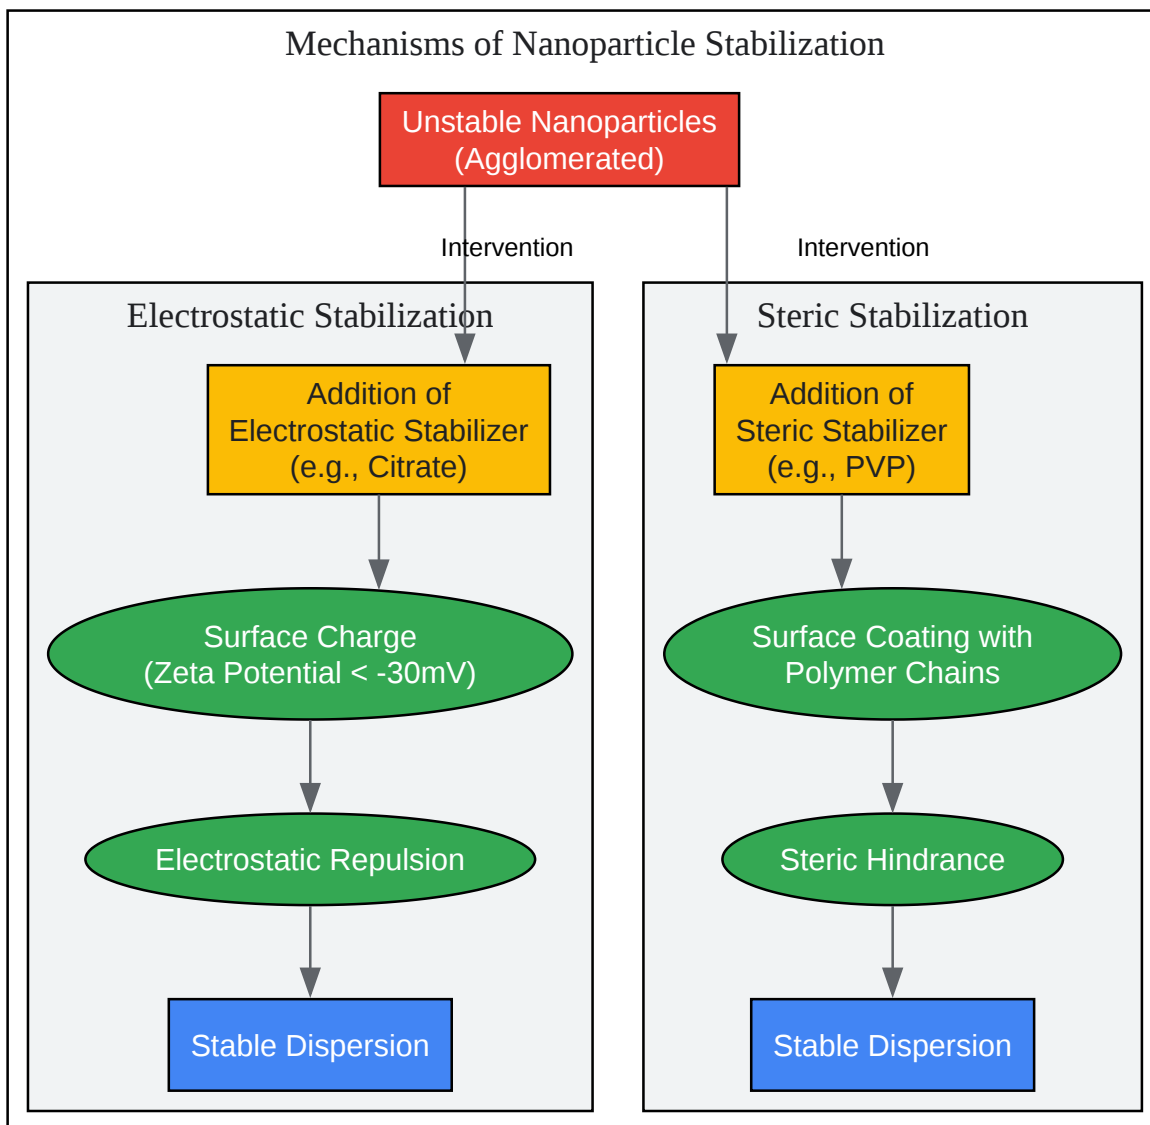 Mechanisms of Nanoparticle Stabilization
Unstable Nanoparticles
(Agglomerated)
Intervention
Intervention
Electrostatic Stabilization
Addition of
Electrostatic Stabilizer
(e.g., Citrate)
Surface Charge
(Zeta Potential < -30mV)
Electrostatic Repulsion
Stable Dispersion
Steric Stabilization
Addition of
Steric Stabilizer
(e.g., PVP)
Surface Coating with
Polymer Chains
Steric Hindrance
Stable Dispersion